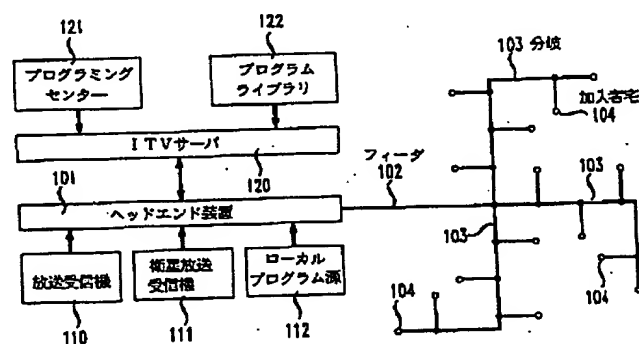 121
122
プログラミング
センター
プログラム
ライブラリ
ITVサーバ
101
120
ヘッドエンド装置
放送受信機
衛星放送
受信機
ローカル
プログラム源
110
111
112
フィーダ
102
103 分岐
加入者宅
104
103
103
104
104